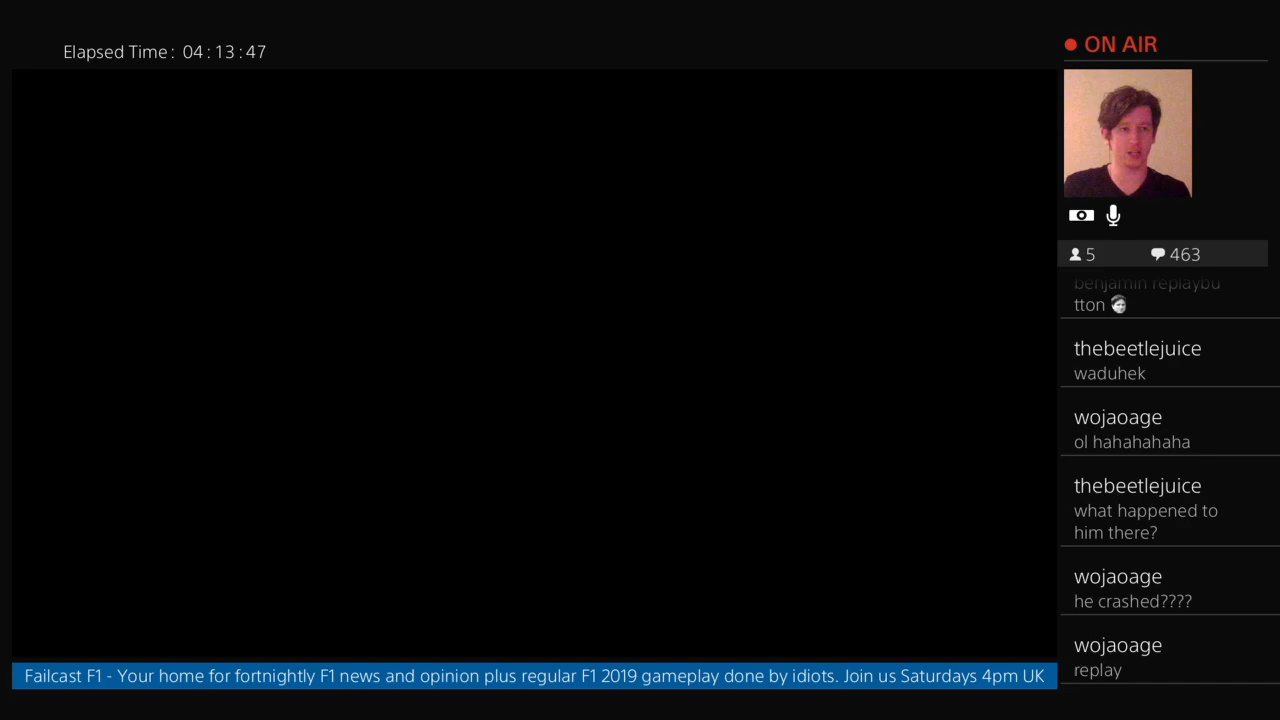 Elapsed Time: 04:13:47
ON AIR
5 463
benjamin replaybu
tton
thebeetlejuice
waduhek
wojaoage
ol hahahahaha
thebeetlejuice
what happened to
him there?
wojaoage
he crashed????
wojaoage
replay
Failcast F1 - Your home for fortnightly F1 news and opinion plus regular F1 2019 gameplay done by idiots. Join us Saturdays 4pm UK